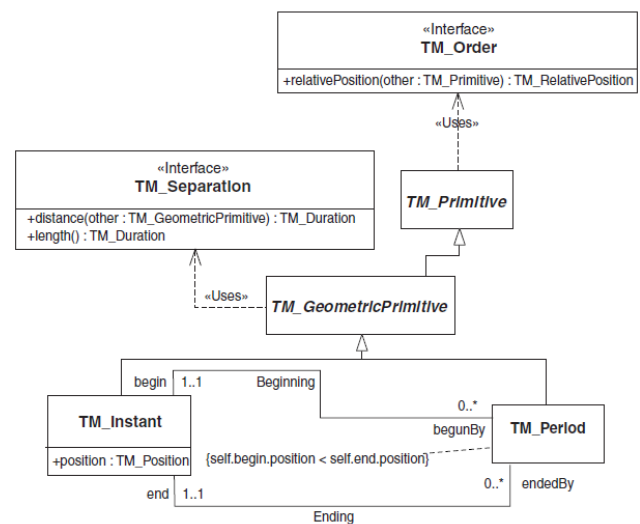 «Interface»
TM_Order
+relativePosition(other : TM_Primitive) : TM_RelativePosition
«Uses»
«Interface»
TM_Separation
+distance(other : TM_GeometricPrimitive) : TM_Duration
+length() : TM_Duration
TM_Primitive
«Uses»
TM_GeometricPrimitive
begin
1..1
Beginning
0..*
begunBy
TM_Instant
+position : TM_Position
TM_Period
{self.begin.position < self.end.position}
end
1..1
0..*
endedBy
Ending